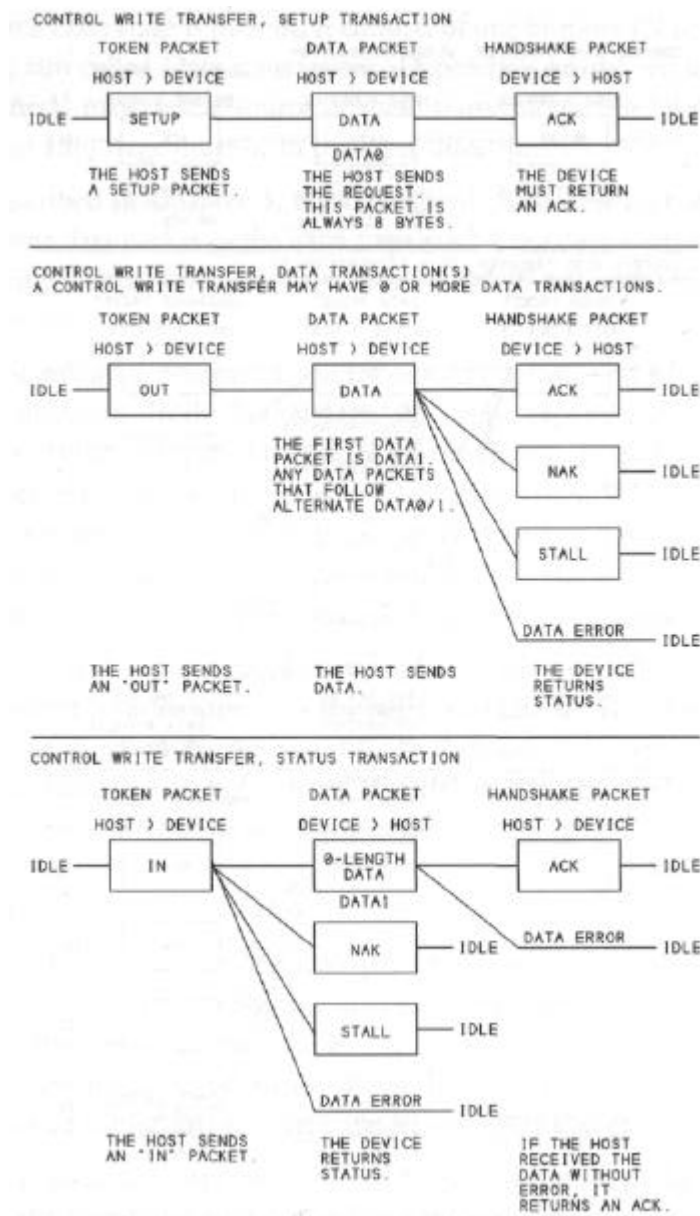 CONTROL WRITE TRANSFER, SETUP TRANSACTION
TOKEN PACKET DATA PACKET HANDSHAKE PACKET
HOST > DEVICE HOST > DEVICE DEVICE > HOST
IDLE SETUP DATA ACK IDLE
DATA0
THE HOST SENDS
A SETUP PACKET.
THE HOST SENDS
THE REQUEST.
THIS PACKET IS
ALWAYS 8 BYTES.
THE DEVICE
MUST RETURN
AN ACK.
CONTROL WRITE TRANSFER, DATA TRANSACTION(S)
A CONTROL WRITE TRANSFER MAY HAVE 0 OR MORE DATA TRANSACTIONS.
TOKEN PACKET DATA PACKET HANDSHAKE PACKET
HOST > DEVICE HOST > DEVICE DEVICE > HOST
IDLE OUT DATA ACK IDLE
THE FIRST DATA
PACKET IS DATA1.
ANY DATA PACKETS
THAT FOLLOW
ALTERNATE DATA0/1.
NAK IDLE
STALL IDLE
DATA ERROR IDLE
THE HOST SENDS
AN "OUT" PACKET.
THE HOST SENDS
DATA.
THE DEVICE
RETURNS
STATUS.
CONTROL WRITE TRANSFER, STATUS TRANSACTION
TOKEN PACKET DATA PACKET HANDSHAKE PACKET
HOST > DEVICE DEVICE > HOST HOST > DEVICE
IDLE IN 0-LENGTH DATA ACK IDLE
DATA1
DATA ERROR IDLE
NAK IDLE
STALL IDLE
DATA ERROR IDLE
THE HOST SENDS
AN "IN" PACKET.
THE DEVICE
RETURNS
STATUS.
IF THE HOST
RECEIVED THE
DATA WITHOUT
ERROR, IT
RETURNS AN ACK.